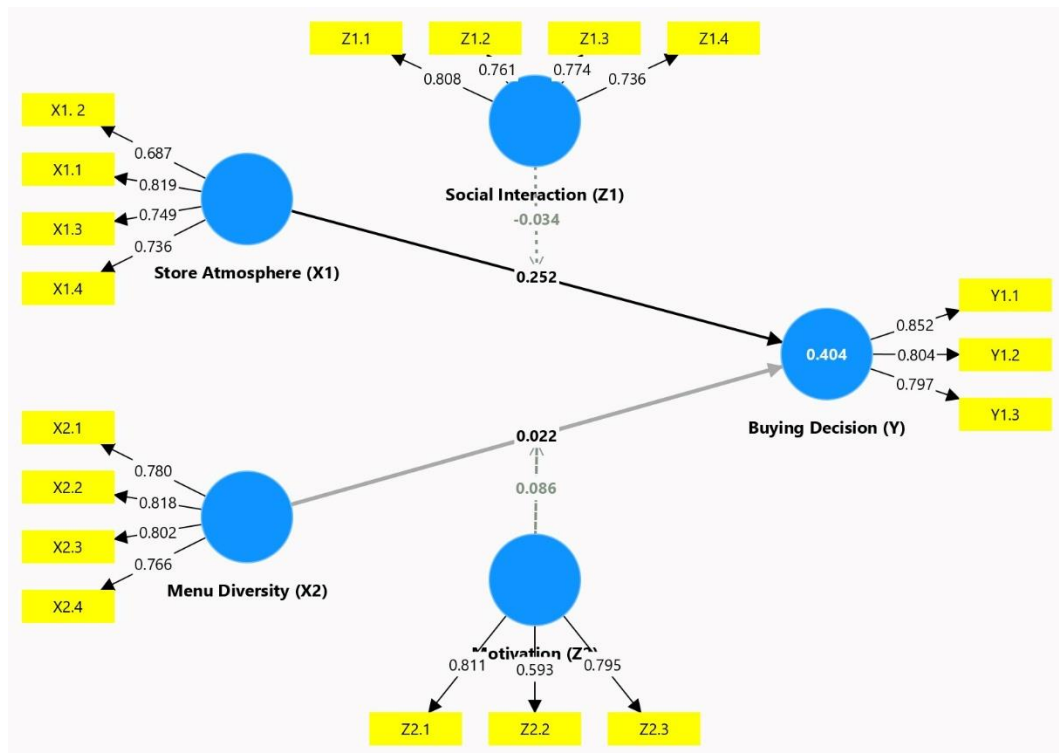 Z1.1
Z1.2
Z1.3
Z1.4
0.808
0.761
0.774
0.736
Social Interaction (Z1)
-0.034
X1. 2
X1.1
X1.3
X1.4
0.687
0.819
0.749
0.736
Store Atmosphere (X1)
0.252
Y1.1
Y1.2
Y1.3
0.852
0.804
0.797
0.404
Buying Decision (Y)
X2.1
X2.2
X2.3
X2.4
0.780
0.818
0.802
0.766
Menu Diversity (X2)
0.022
0.086
Motivation
0.811
0.593
0.795
Z2.1
Z2.2
Z2.3